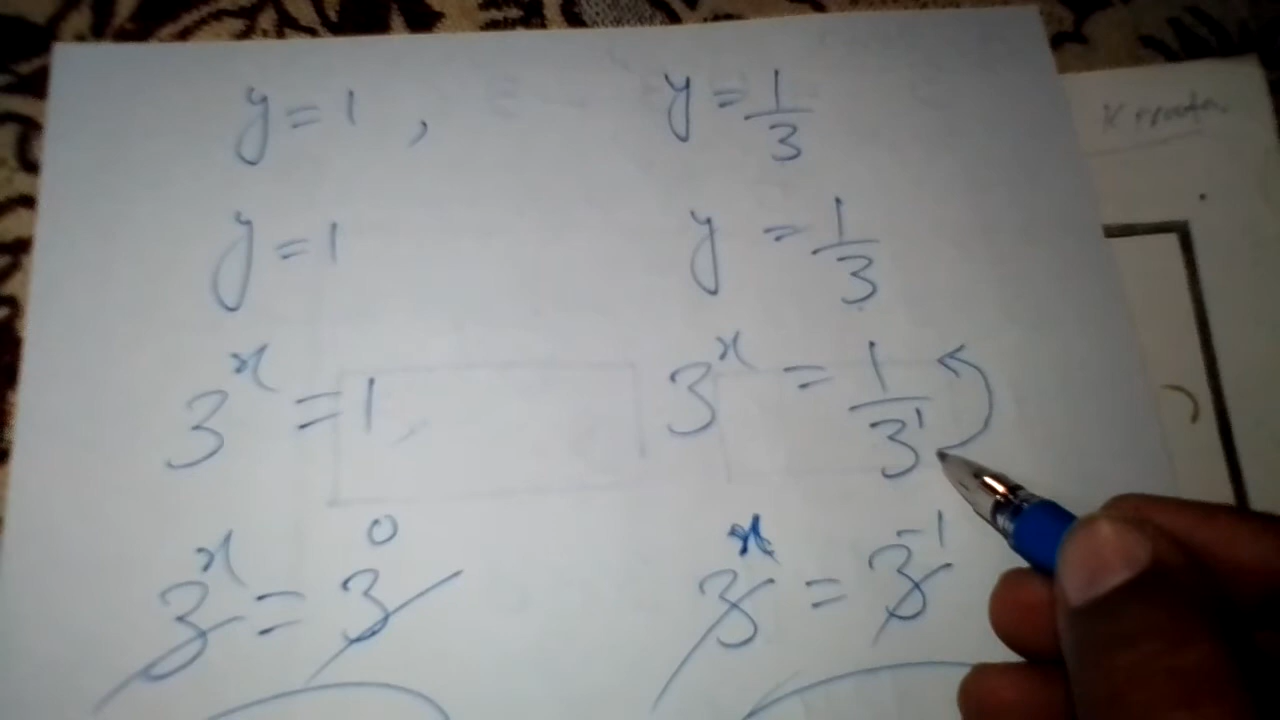 y = 1 , y = 1/3
y = 1 y = 1/3
3^x = 1, 3^x = 1/3^1
3^x = 3^0 3^x = 3^-1